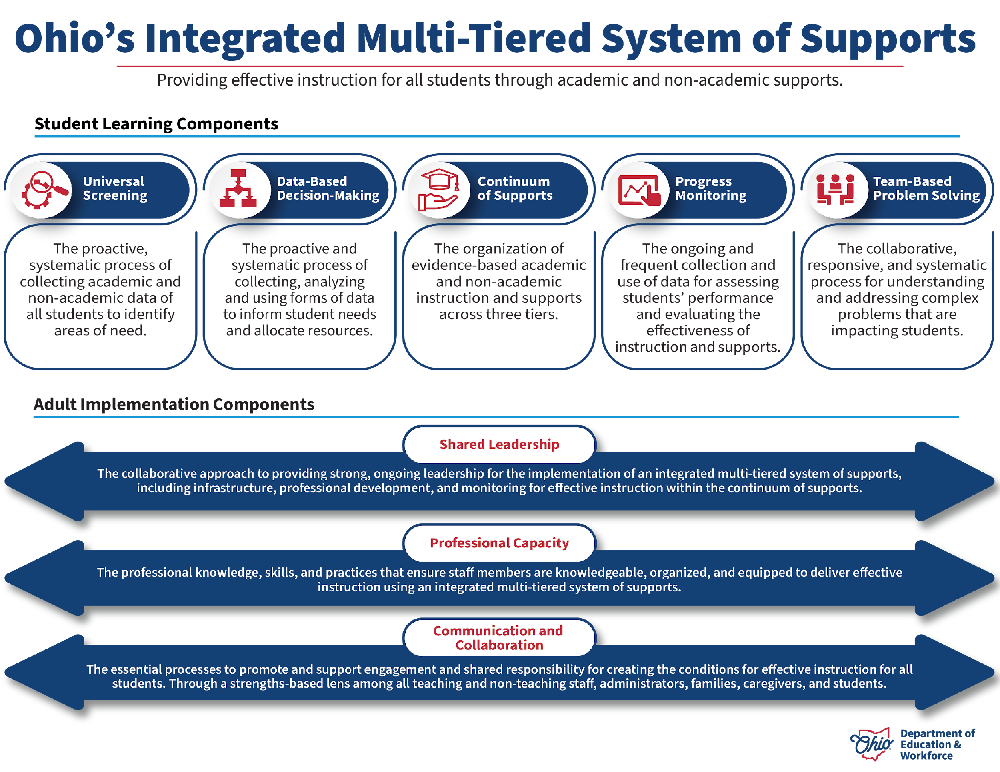 Ohio’s Integrated Multi-Tiered System of Supports
Providing effective instruction for all students through academic and non-academic supports.
Student Learning Components
Universal
Screening
The proactive,
systematic process of
collecting academic and
non-academic data of
all students to identify
areas of need.
Data-Based
Decision-Making
The proactive and
systematic process of
collecting, analyzing
and using forms of data
to inform student needs
and allocate resources.
Continuum
of Supports
The organization of
evidence-based academic
and non-academic
instruction and supports
across three tiers.
Progress
Monitoring
The ongoing and
frequent collection and
use of data for assessing
students’ performance
and evaluating the
effectiveness of
instruction and supports.
Team-Based
Problem Solving
The collaborative,
responsive, and systematic
process for understanding
and addressing complex
problems that are
impacting students.
Adult Implementation Components
Shared Leadership
The collaborative approach to providing strong, ongoing leadership for the implementation of an integrated multi-tiered system of supports,
including infrastructure, professional development, and monitoring for effective instruction within the continuum of supports.
Professional Capacity
The professional knowledge, skills, and practices that ensure staff members are knowledgeable, organized, and equipped to deliver effective
instruction using an integrated multi-tiered system of supports.
Communication and
Collaboration
The essential processes to promote and support engagement and shared responsibility for creating the conditions for effective instruction for all
students. Through a strengths-based lens among all teaching and non-teaching staff, administrators, families, caregivers, and students.
Ohio
Department of
Education &
Workforce